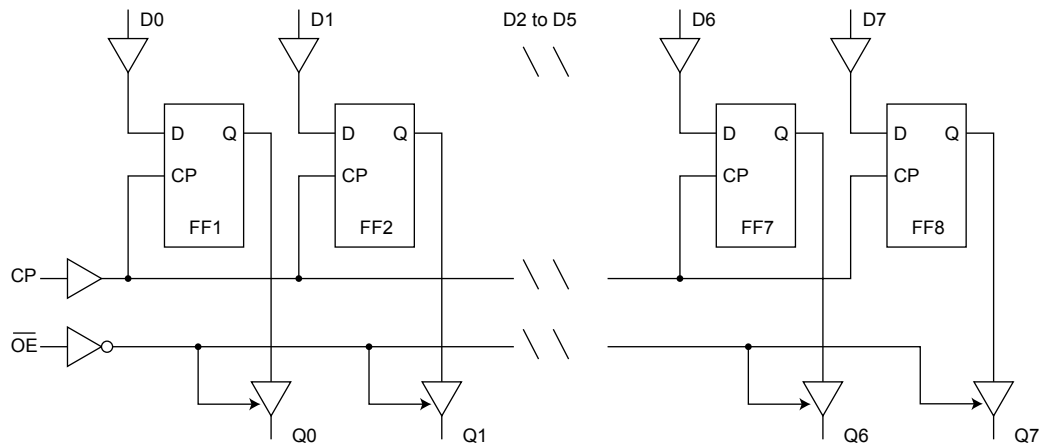 D0 D1 D2 to D5 D6 D7
D Q D Q D Q D Q
CP CP CP CP
FF1 FF2 FF7 FF8
CP
O̅E̅
Q0 Q1 Q6 Q7